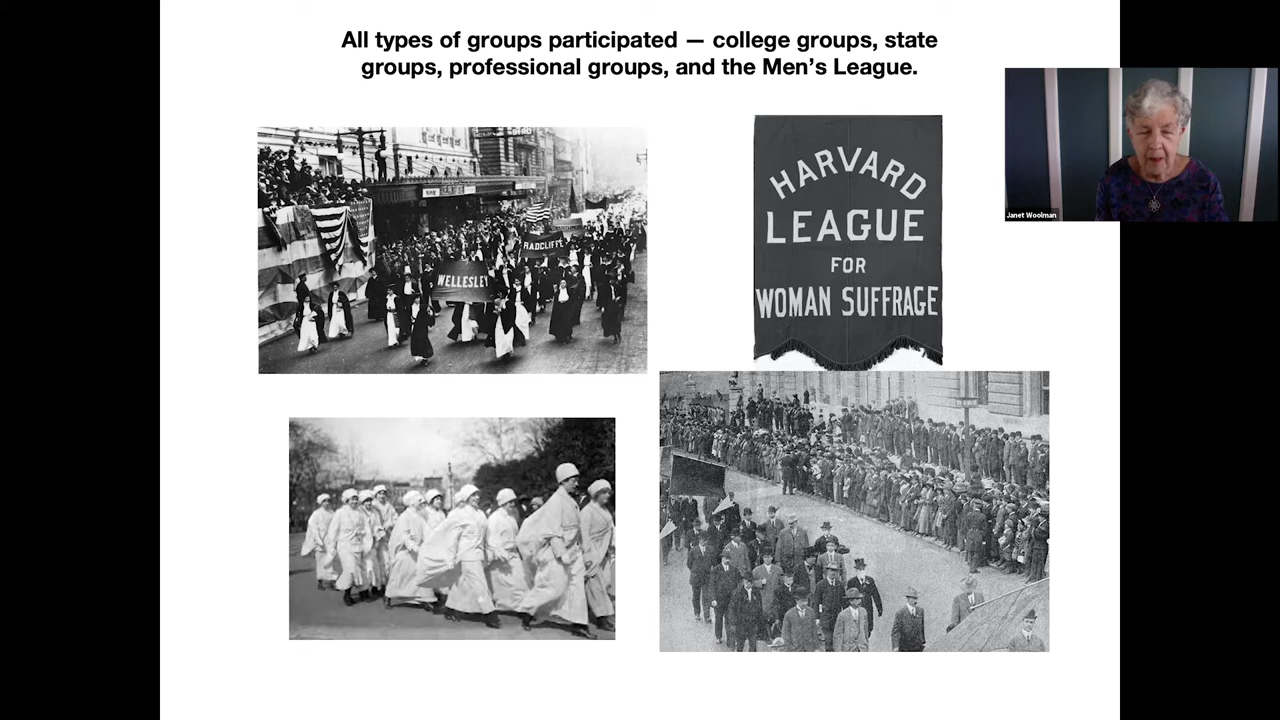 All types of groups participated — college groups, state
groups, professional groups, and the Men’s League.
RADCLIFFE
WELLESLEY
HARVARD
LEAGUE
FOR
WOMAN SUFFRAGE
Janet Woolman